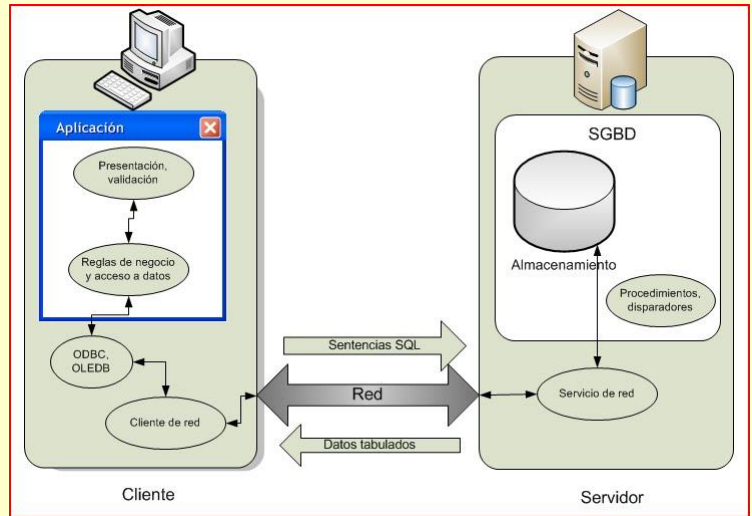 Aplicación
Presentación,
validación
Reglas de negocio
y acceso a datos
ODBC,
OLEDB
Cliente de red
Cliente
Sentencias SQL
Red
Datos tabulados
SGBD
Almacenamiento
Procedimientos,
disparadores
Servicio de red
Servidor